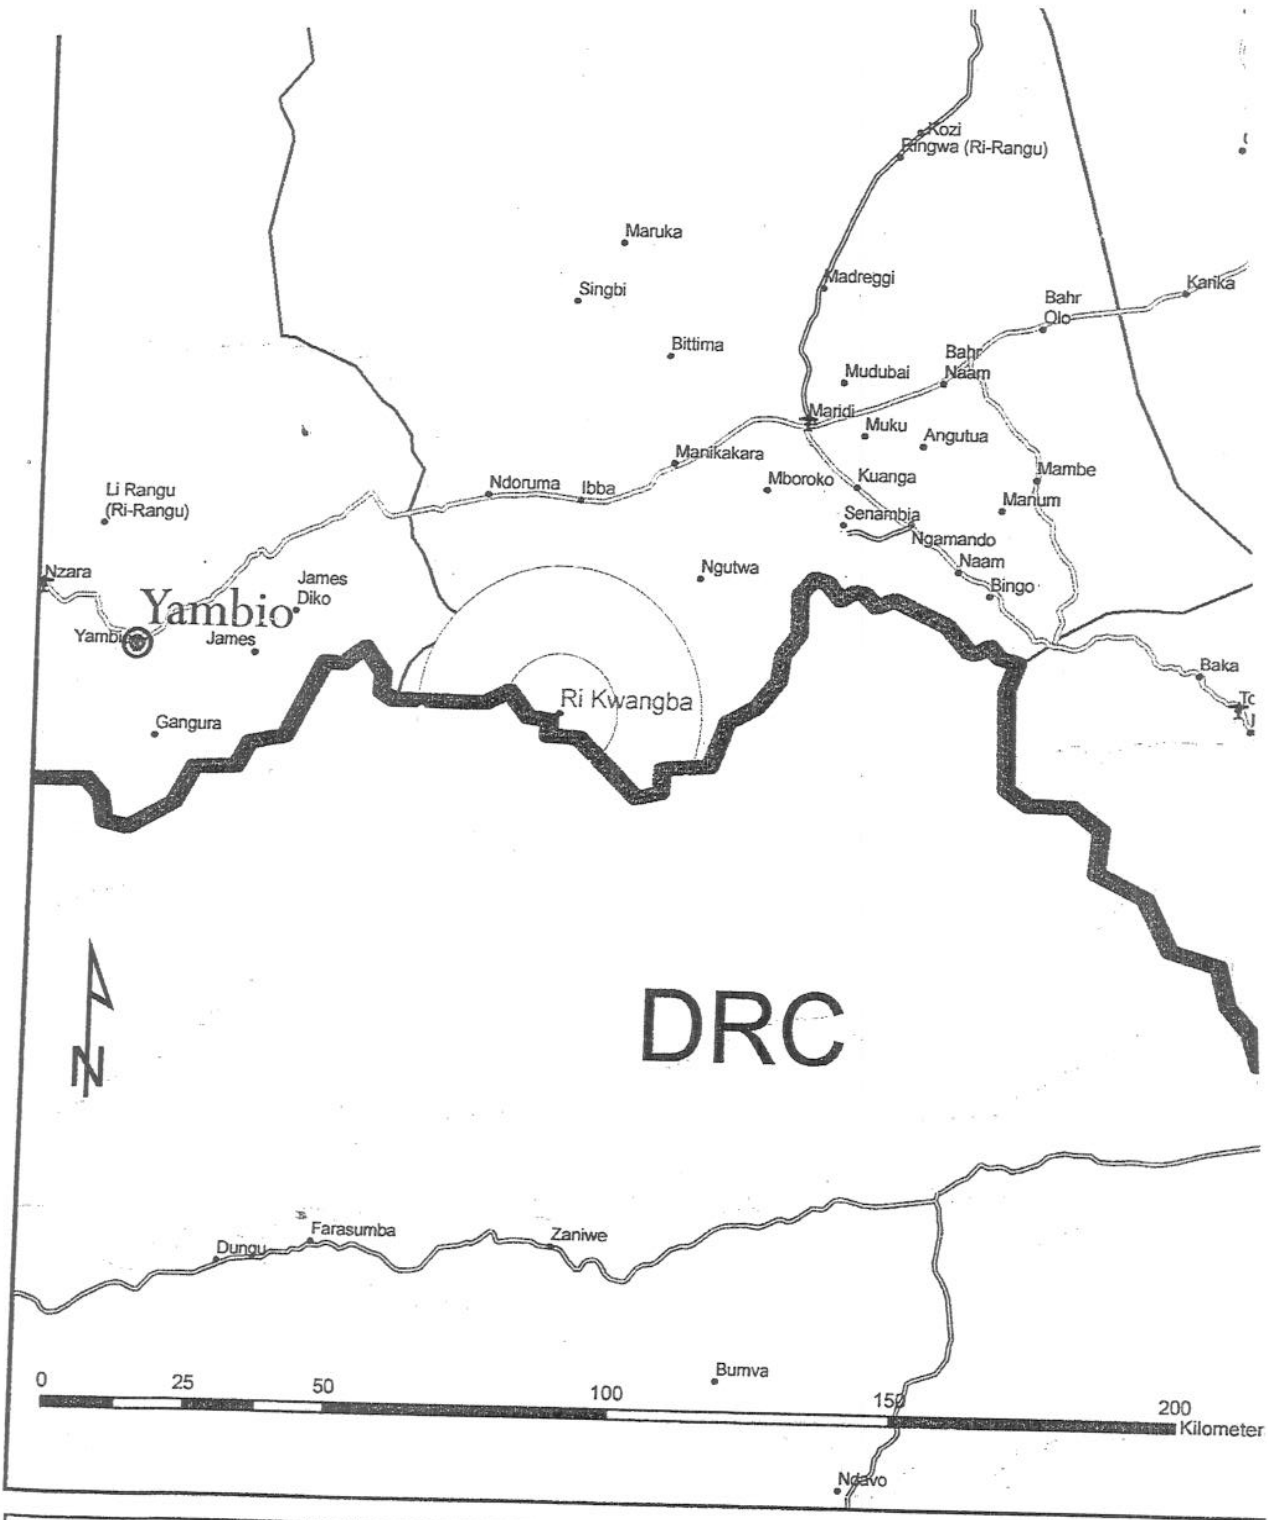 Kozi
Ringwa (Ri-Rangu)
Maruka
Singbi
Madreggi
Karika
Bahr
Olo
Bittima
Bahr
Naam
Mudubai
Maridi
Muku
Angutua
Manikakara
Mambe
Mboroko
Kuanga
Ndoruma
Ibba
Li Rangu
(Ri-Rangu)
Manum
Senambia
Ngamando
Nzara
Naam
Ngutwa
James
Diko
Bingo
Yambio
Yambio
James
Baka
Ri Kwangba
Gangura
DRC
N
Farasumba
Zaniwe
Dungu
Bumva
0 25 50 100 150 200
Kilometer
Ndavo